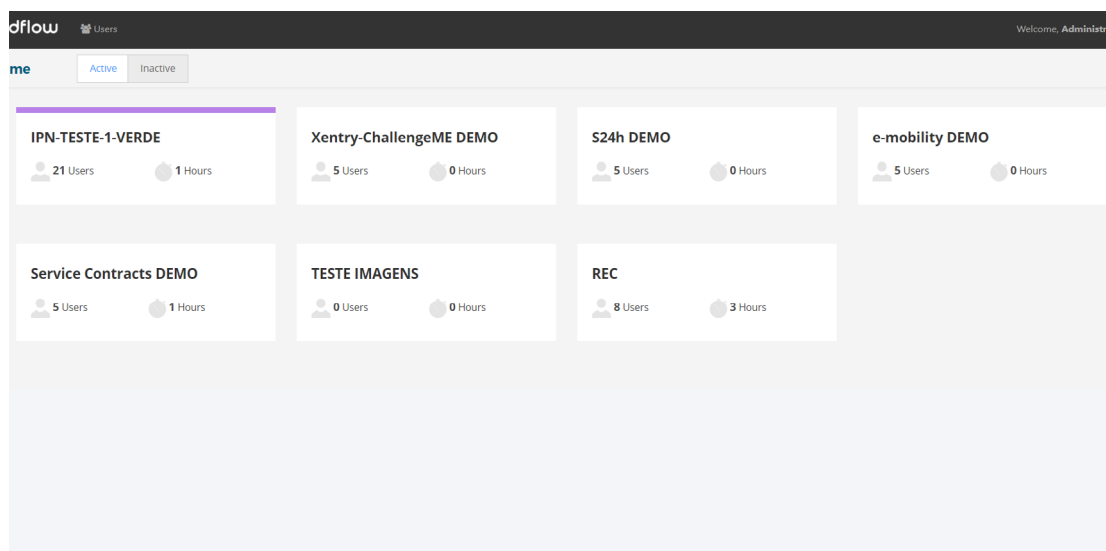 dflow Users Welcome, Administr
me Active Inactive
IPN-TESTE-1-VERDE Xentry-ChallengeME DEMO S24h DEMO e-mobility DEMO
21 Users 1 Hours 5 Users 0 Hours 5 Users 0 Hours 5 Users 0 Hours
Service Contracts DEMO TESTE IMAGENS REC
5 Users 1 Hours 0 Users 0 Hours 8 Users 3 Hours